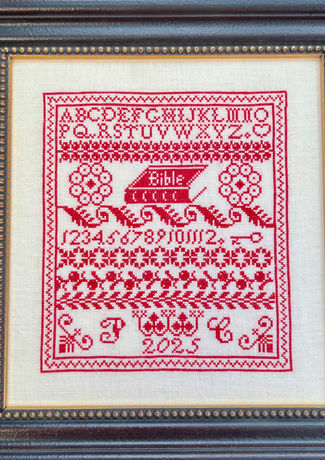 ABCDEFGHIJKLMNO
PQRSTUVWXYZ.
Bible
123456789101112.
P C
2025